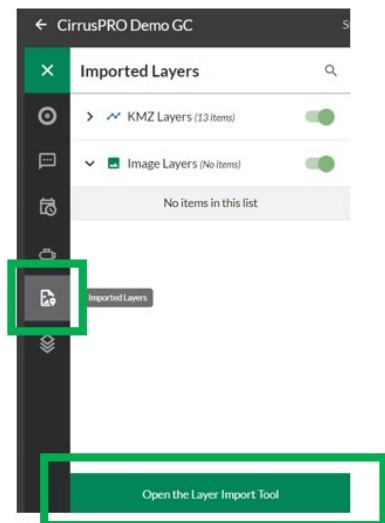 CirrusPRO Demo GC
Imported Layers
KMZ Layers (13 items)
Image Layers (No items)
No items in this list
Imported Layers
Open the Layer Import Tool